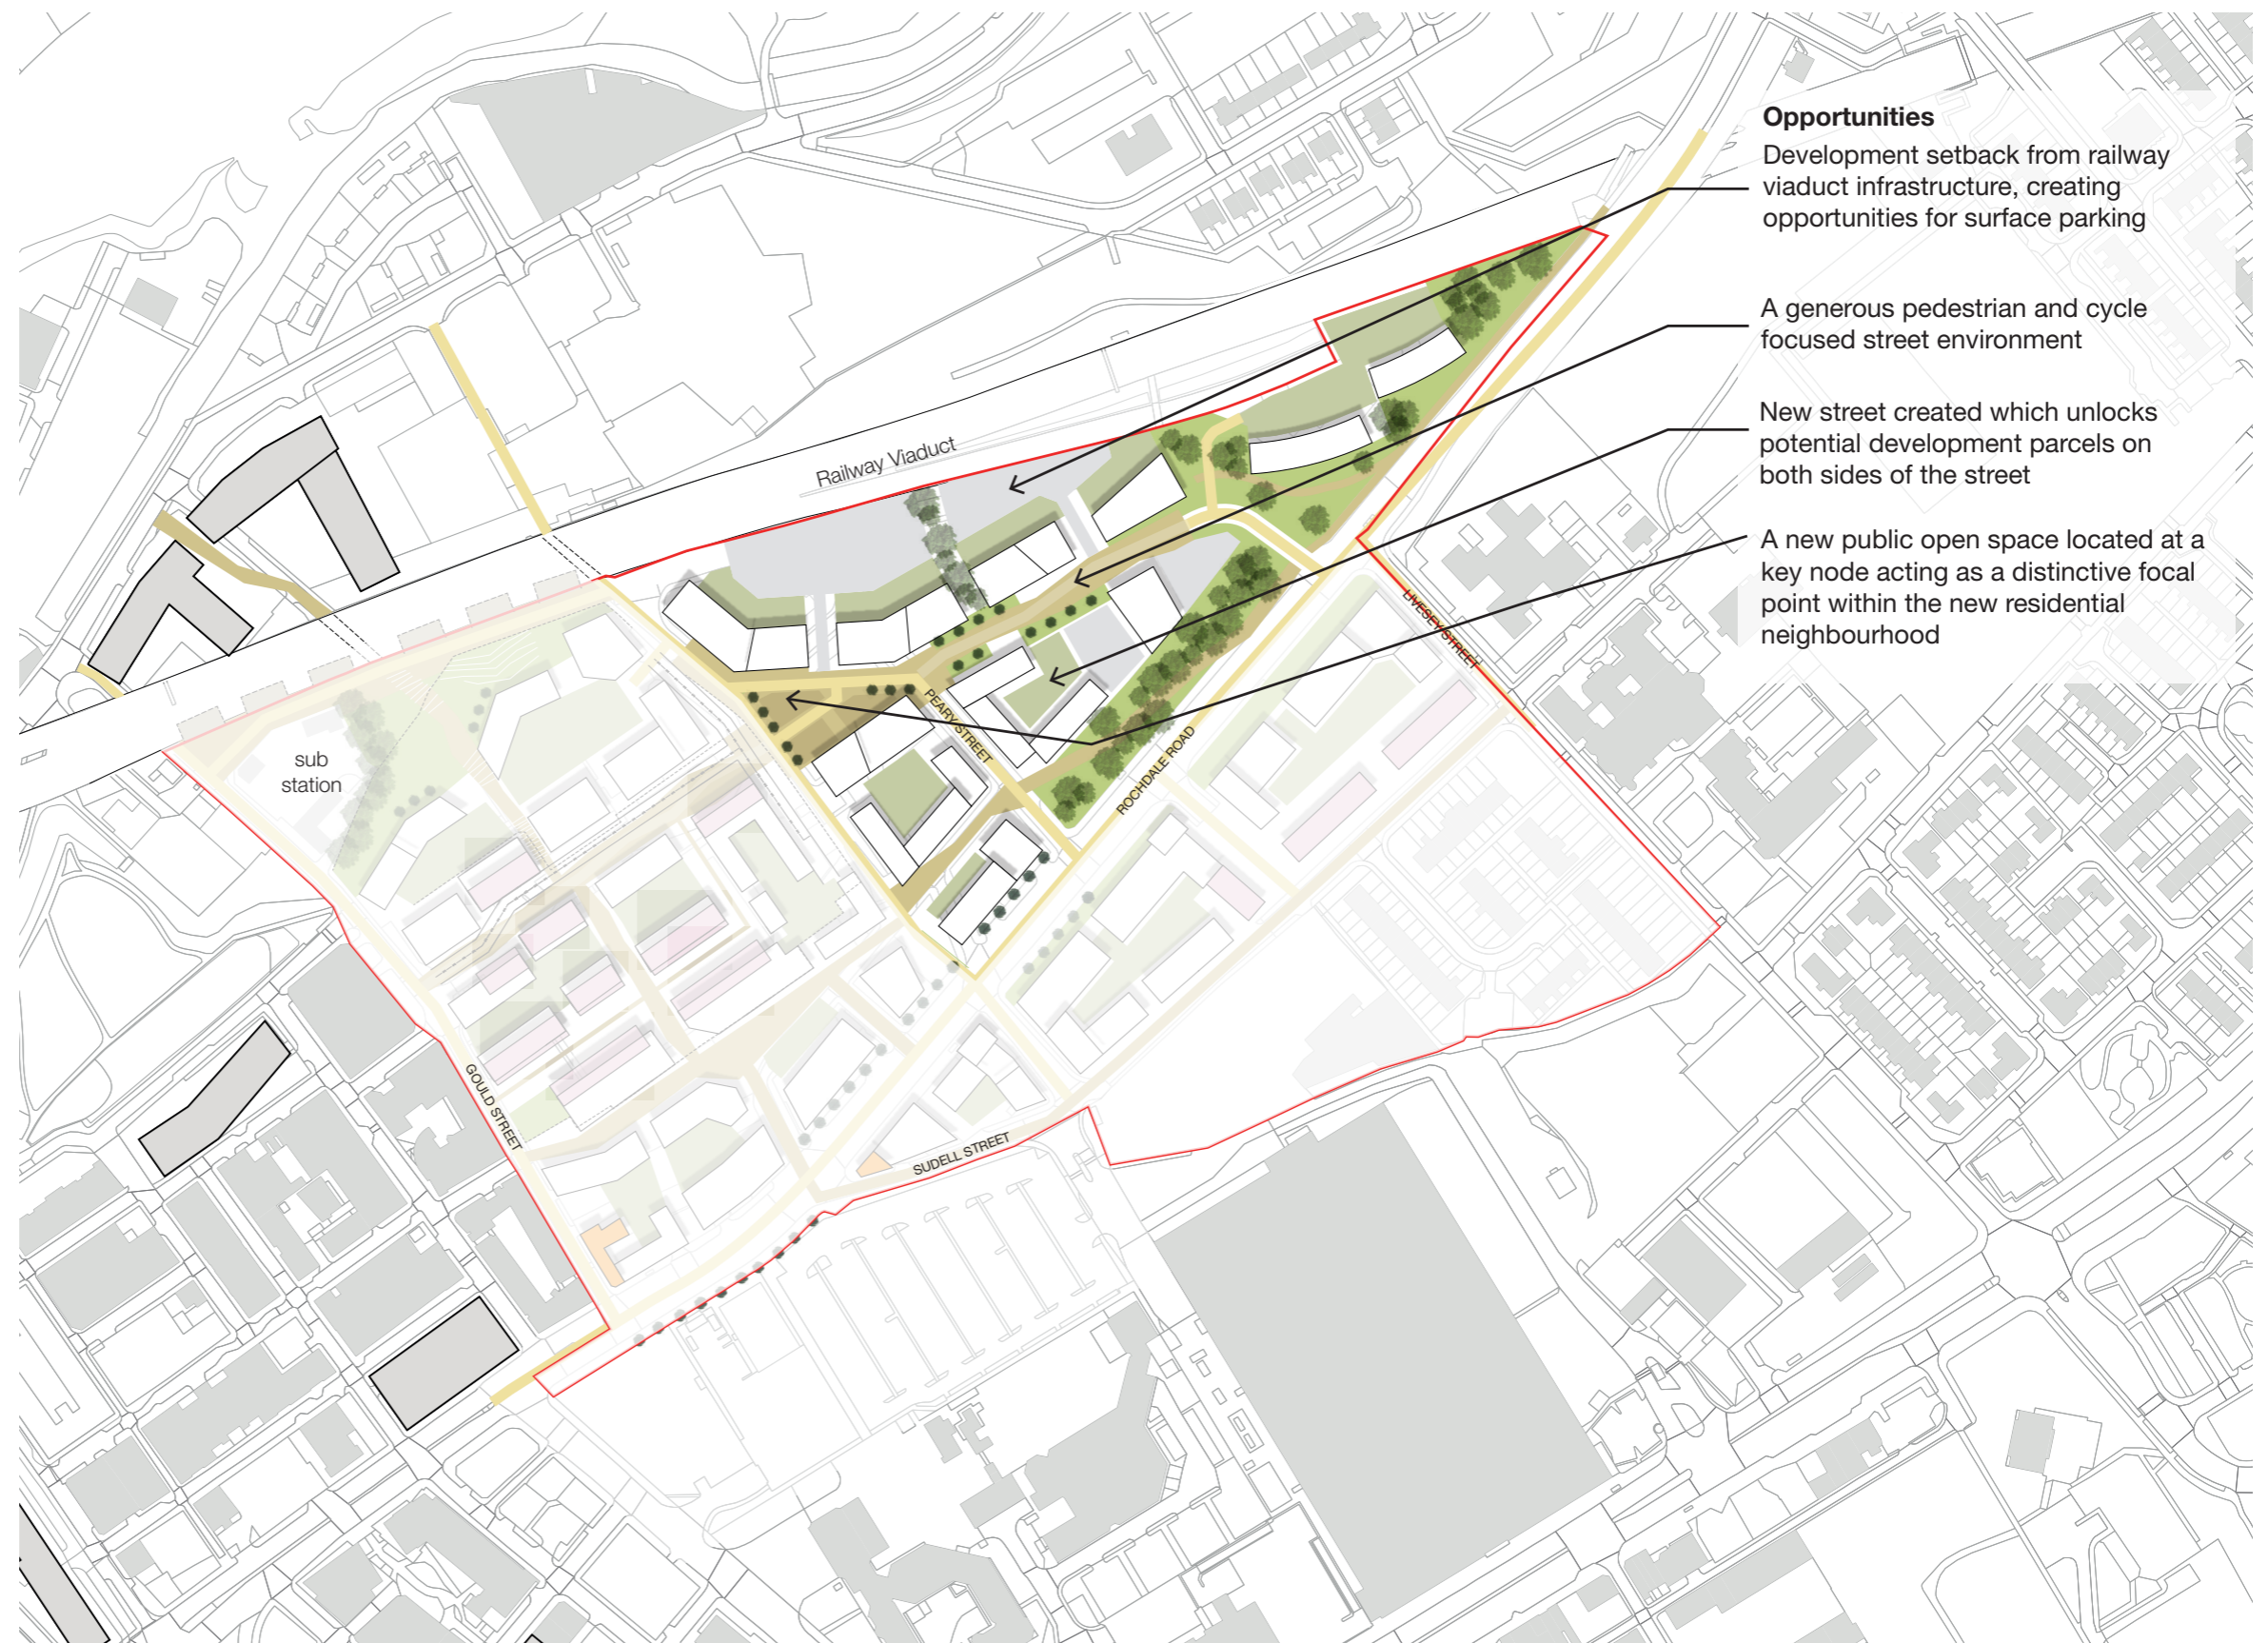 Opportunities
Development setback from railway
viaduct infrastructure, creating
opportunities for surface parking
A generous pedestrian and cycle
focused street environment
New street created which unlocks
potential development parcels on
both sides of the street
A new public open space located at a
key node acting as a distinctive focal
point within the new residential
neighbourhood
Railway Viaduct
LIVESEY STREET
PEARY STREET
ROCHDALE ROAD
sub
station
GOULD STREET
SUDELL STREET